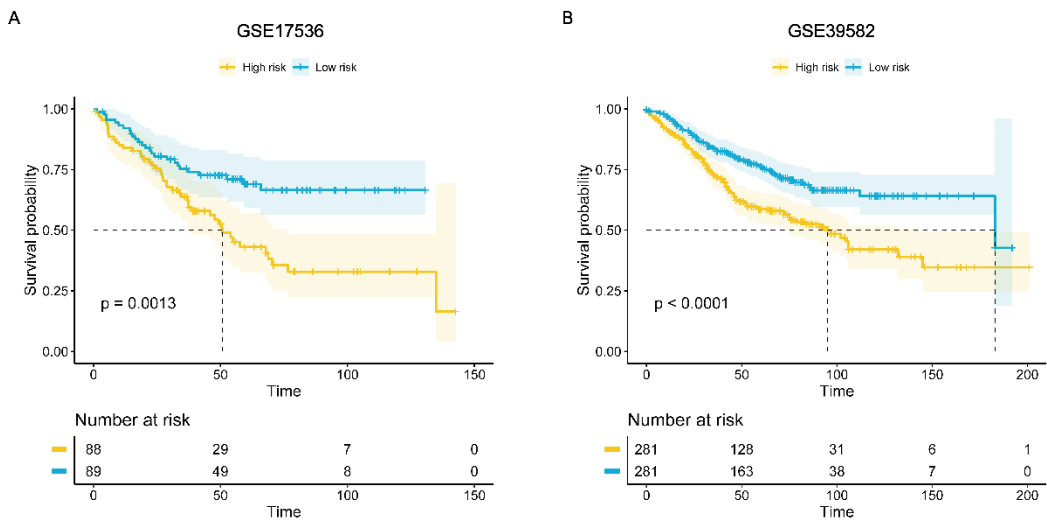 A
GSE17536
High risk Low risk
Survival probability
1.00
0.75
0.50
0.25
0.00
p = 0.0013
0 50 100 150
Time
Number at risk
88 29 7 0
89 49 8 0
0 50 100 150
Time
B
GSE39582
High risk Low risk
Survival probability
1.00
0.75
0.50
0.25
0.00
p < 0.0001
0 50 100 150 200
Time
Number at risk
281 128 31 6 1
281 163 38 7 0
0 50 100 150 200
Time